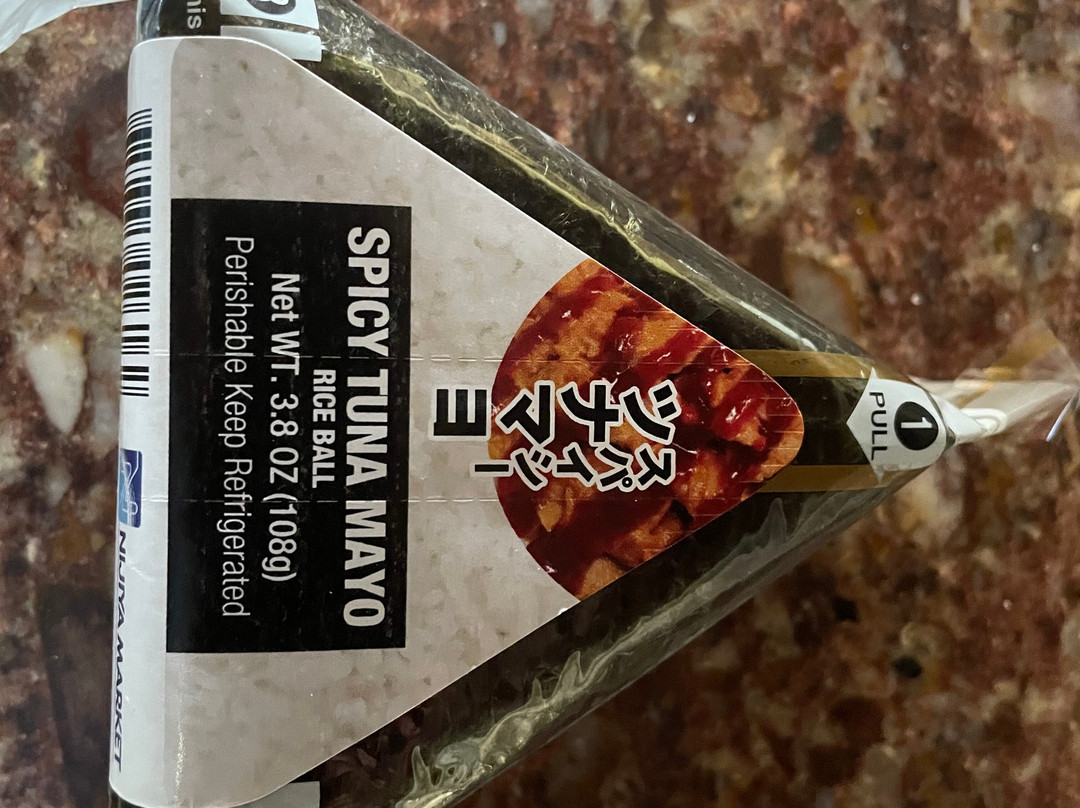 1
PULL
スパイシー
ツナマヨ
SPICY TUNA MAYO
RICE BALL
Net WT. 3.8 OZ (108g)
Perishable Keep Refrigerated
NIJIYA MARKET